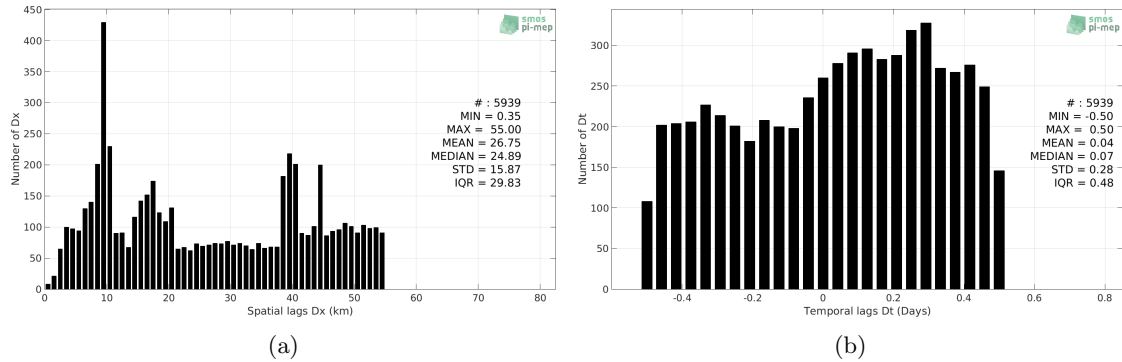 450
400
350
300
250
200
150
100
50
0
Number of Dx
0 10 20 30 40 50 60 70 80
Spatial lags Dx (km)
smos
pi-mep
# : 5939
MIN = 0.35
MAX = 55.00
MEAN = 26.75
MEDIAN = 24.89
STD = 15.87
IQR = 29.83
(a)
300
250
200
150
100
50
0
Number of Dt
-0.4 -0.2 0 0.2 0.4 0.6 0.8
Temporal lags Dt (Days)
smos
pi-mep
# : 5939
MIN = -0.50
MAX = 0.50
MEAN = 0.04
MEDIAN = 0.07
STD = 0.28
IQR = 0.48
(b)